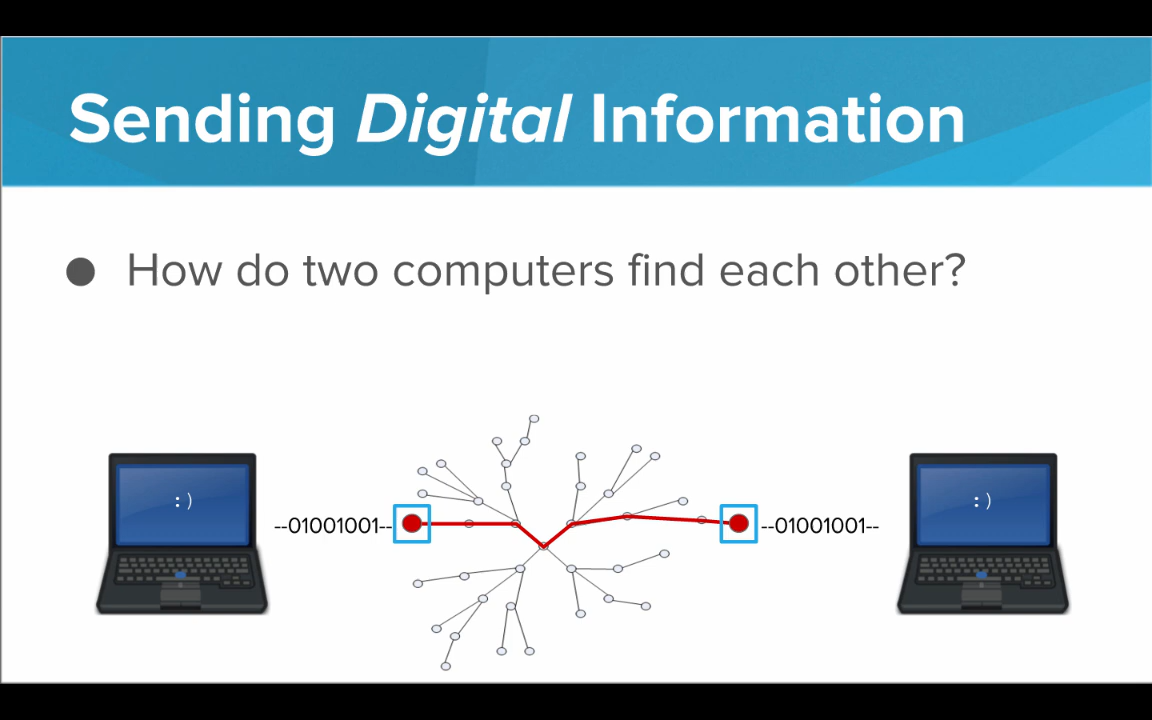 Sending Digital Information
● How do two computers find each other?
:) --01001001-- --01001001-- :)